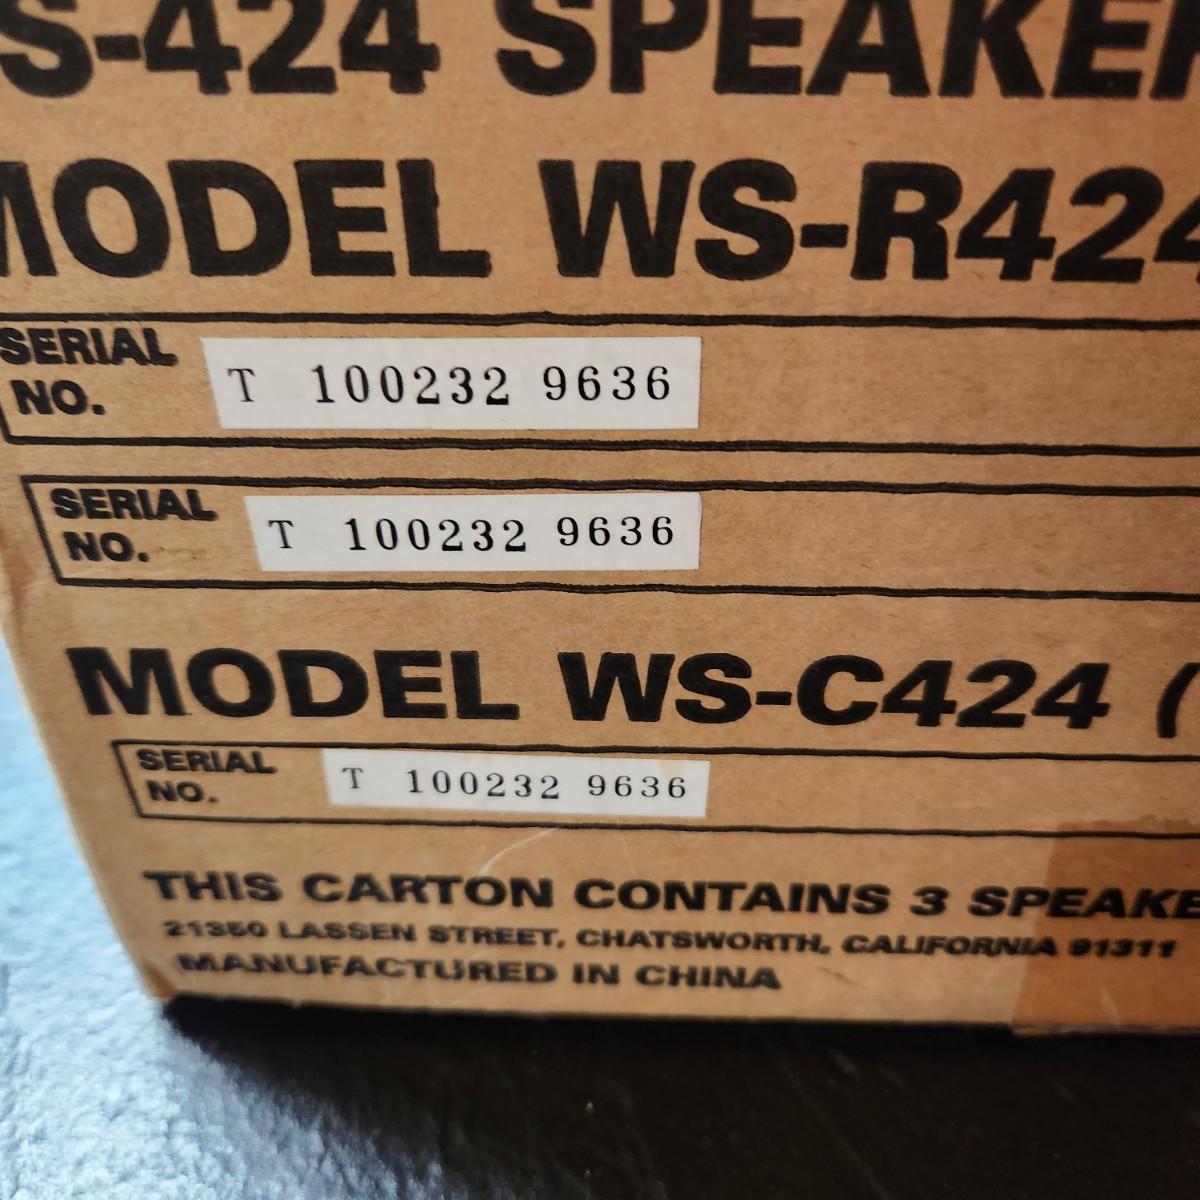 S-424 SPEAKER
MODEL WS-R424
SERIAL NO. T 100232 9636
SERIAL NO. T 100232 9636
MODEL WS-C424 (
SERIAL NO. T 100232 9636
THIS CARTON CONTAINS 3 SPEAKE
21350 LASSEN STREET, CHATSWORTH, CALIFORNIA 91311
MANUFACTURED IN CHINA